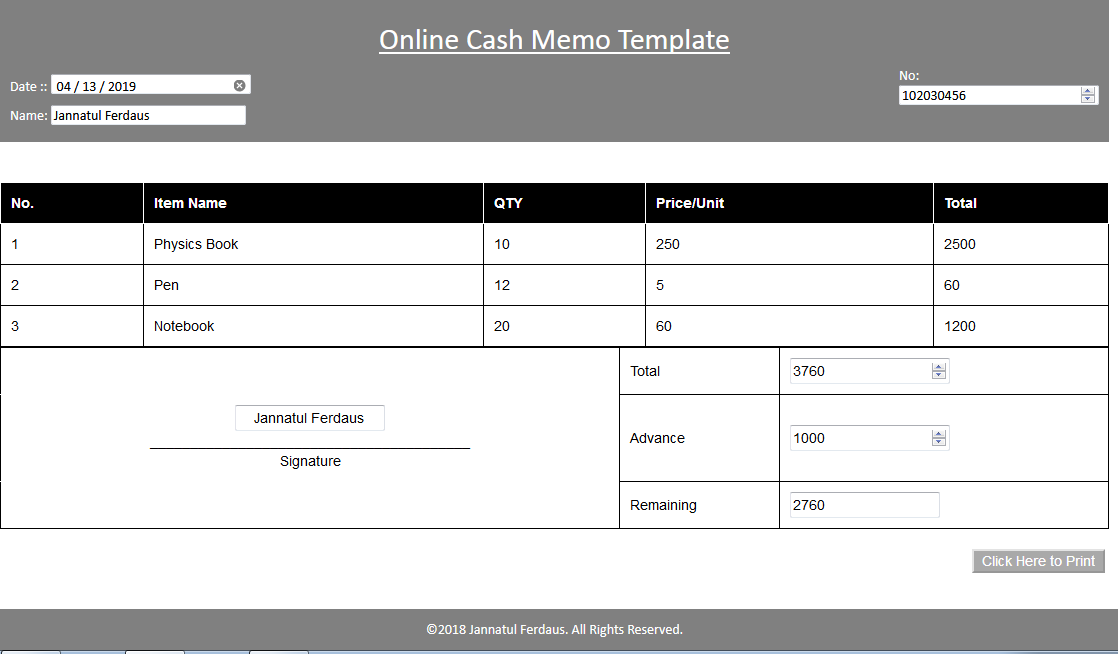 Online Cash Memo Template
Date :: 04 / 13 / 2019
No:
102030456
Name: Jannatul Ferdaus
No. Item Name QTY Price/Unit Total
1 Physics Book 10 250 2500
2 Pen 12 5 60
3 Notebook 20 60 1200
Total 3760
Jannatul Ferdaus
Signature
Advance 1000
Remaining 2760
Click Here to Print
©2018 Jannatul Ferdaus. All Rights Reserved.